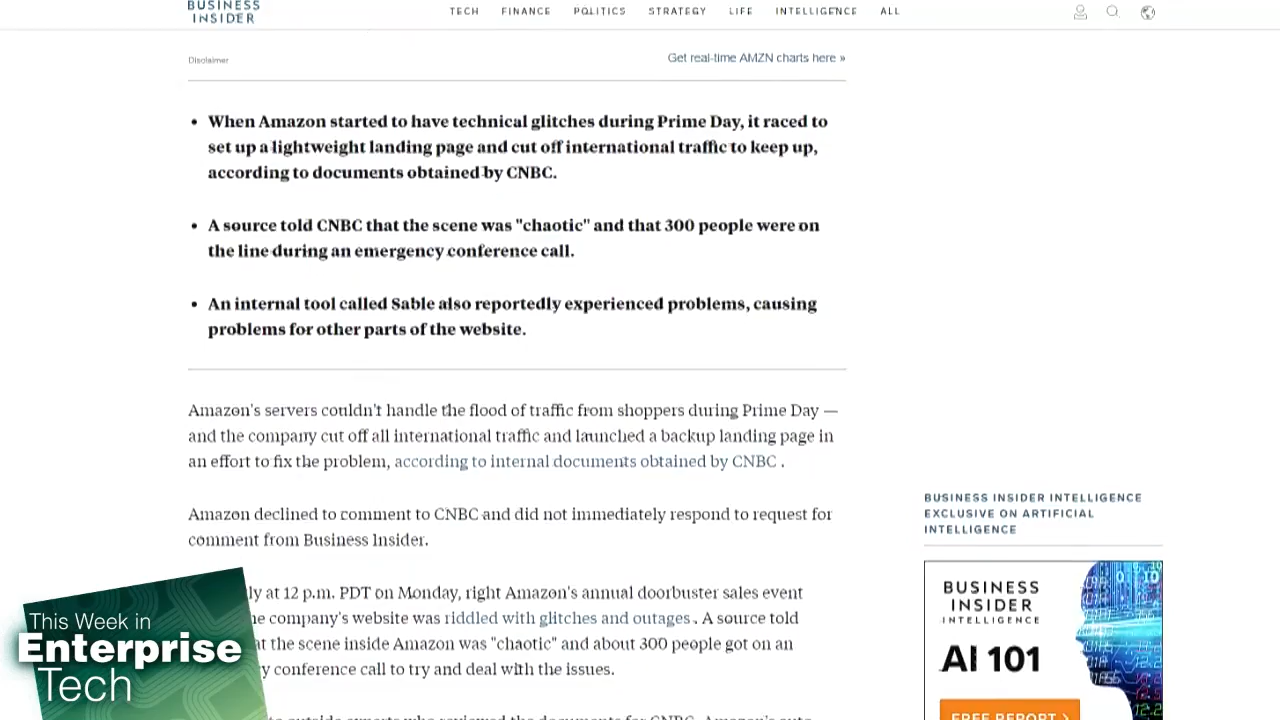 BUSINESS
INSIDER
TECH FINANCE POLITICS STRATEGY LIFE INTELLIGENCE ALL
Disclaimer
Get real-time AMZN charts here »
• When Amazon started to have technical glitches during Prime Day, it raced to
set up a lightweight landing page and cut off international traffic to keep up,
according to documents obtained by CNBC.
• A source told CNBC that the scene was "chaotic" and that 300 people were on
the line during an emergency conference call.
• An internal tool called Sable also reportedly experienced problems, causing
problems for other parts of the website.
Amazon's servers couldn't handle the flood of traffic from shoppers during Prime Day —
and the company cut off all international traffic and launched a backup landing page in
an effort to fix the problem, according to internal documents obtained by CNBC .
Amazon declined to comment to CNBC and did not immediately respond to request for
comment from Business Insider.
ly at 12 p.m. PDT on Monday, right Amazon's annual doorbuster sales event
he company's website was riddled with glitches and outages . A source told
at the scene inside Amazon was "chaotic" and about 300 people got on an
y conference call to try and deal with the issues.
BUSINESS INSIDER INTELLIGENCE
EXCLUSIVE ON ARTIFICIAL
INTELLIGENCE
BUSINESS
INSIDER
INTELLIGENCE
AI 101
FREE REPORT >
This Week in
Enterprise
Tech